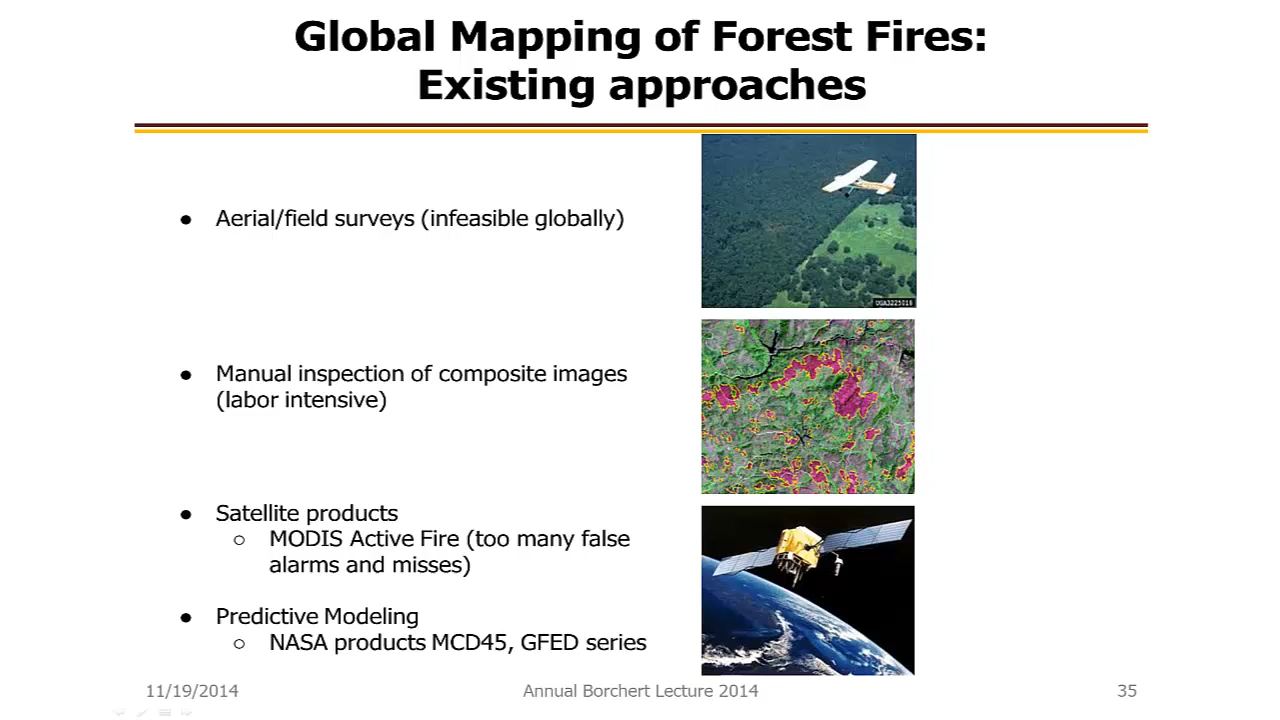 Global Mapping of Forest Fires:
Existing approaches
● Aerial/field surveys (infeasible globally)
UGA3225018
● Manual inspection of composite images
(labor intensive)
● Satellite products
○ MODIS Active Fire (too many false
alarms and misses)
● Predictive Modeling
○ NASA products MCD45, GFED series
11/19/2014
Annual Borchert Lecture 2014
35